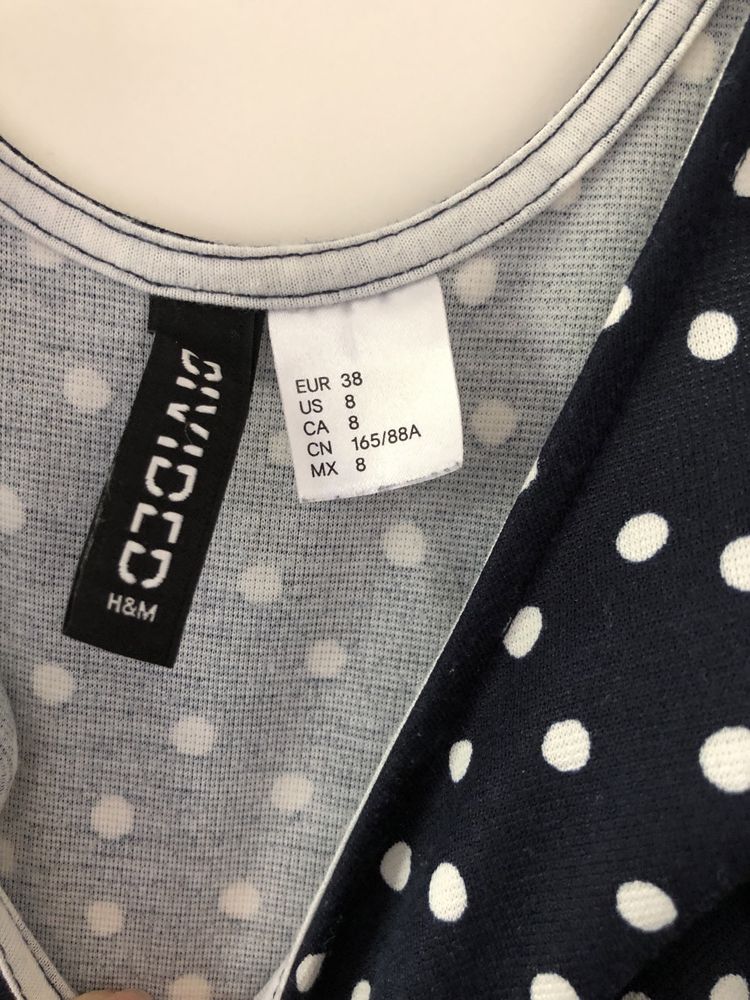 DIVIDED
H&M
EUR 38
US 8
CA 8
CN 165/88A
MX 8